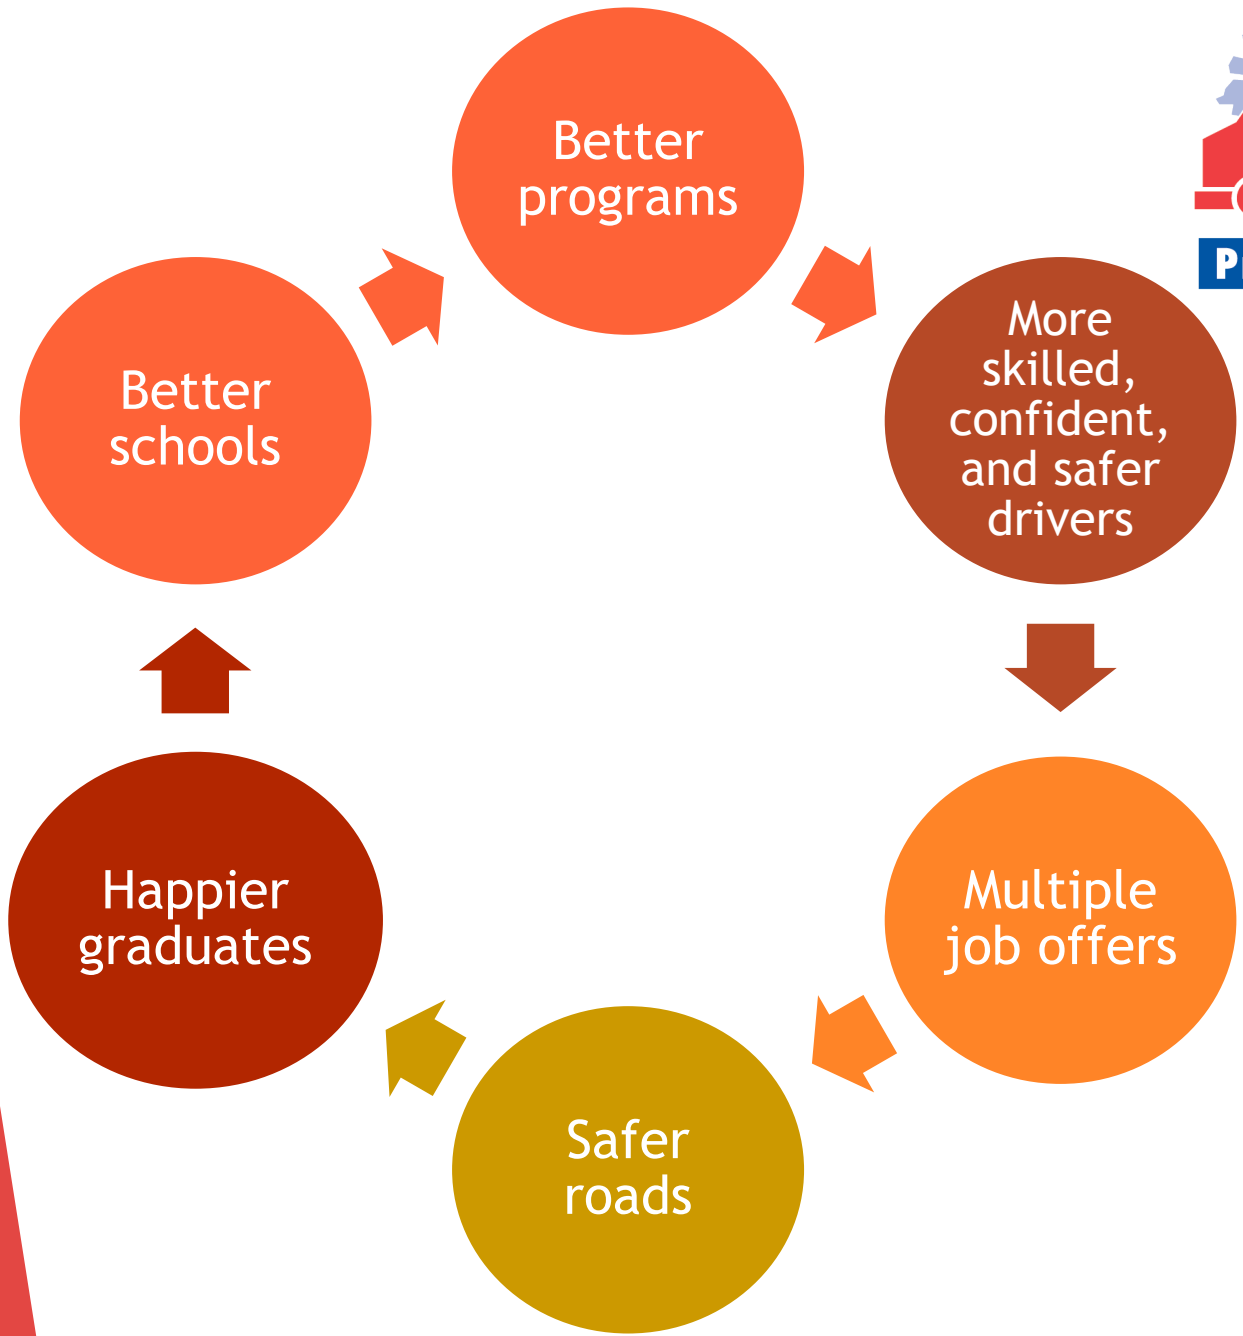 Better
programs
More
skilled,
confident,
and safer
drivers
Multiple
job offers
Safer
roads
Happier
graduates
Better
schools